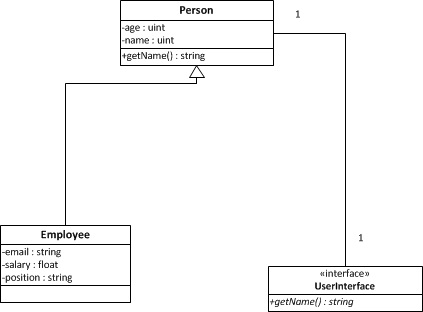 Person
-age : uint
-name : uint
+getName() : string
1
Employee
-email : string
-salary : float
-position : string
1
«interface»
UserInterface
+getName() : string